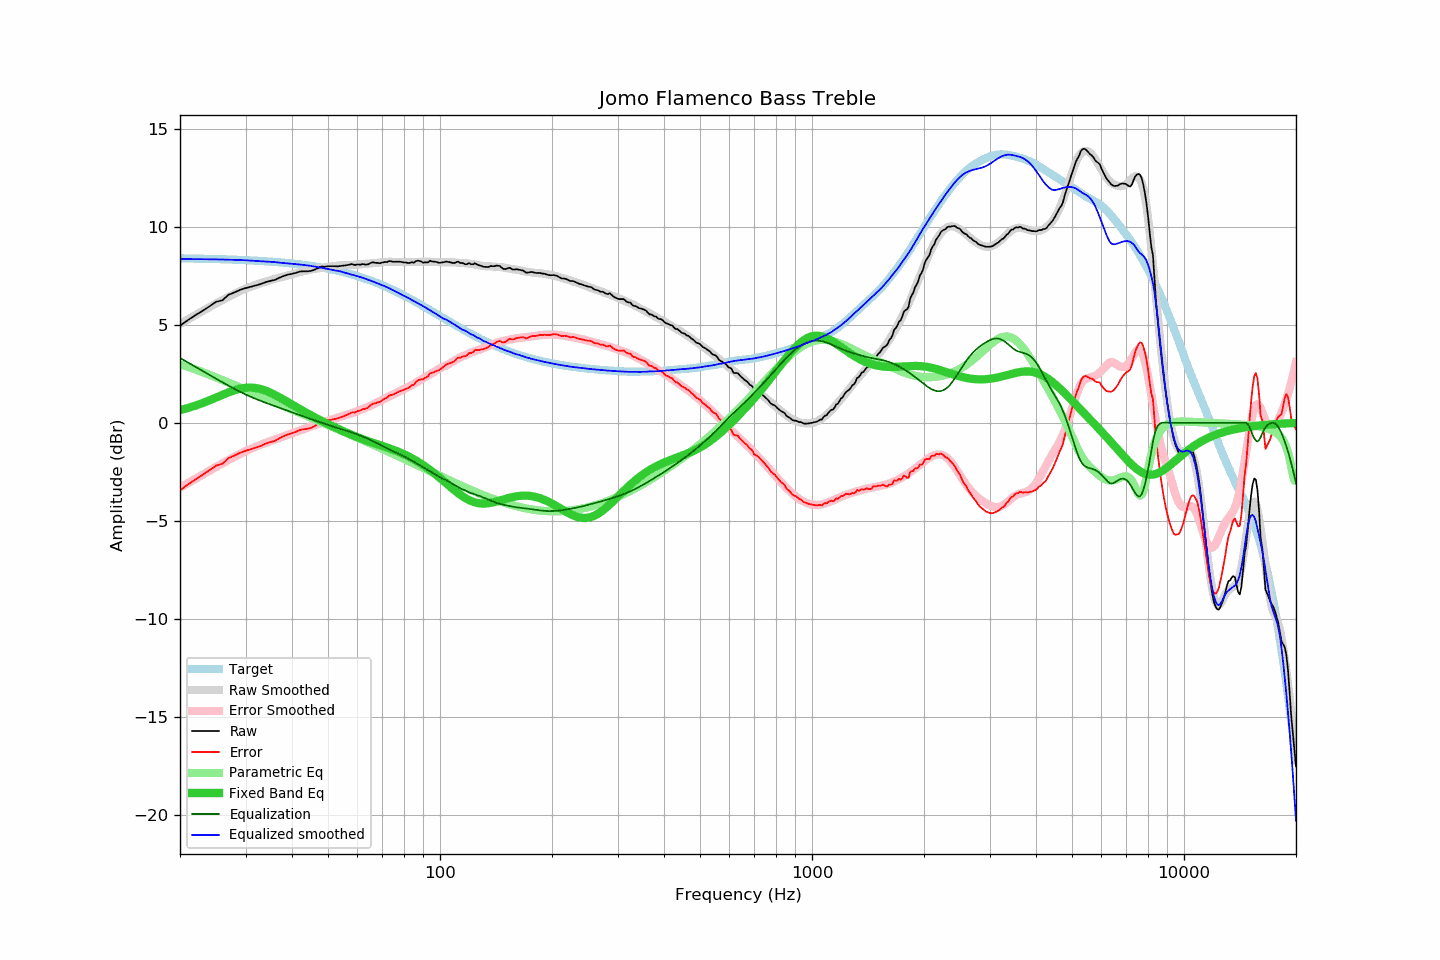 Jomo Flamenco Bass Treble
15
10
5
0
−5
−10
−15
−20
Amplitude (dBr)
Target
Raw Smoothed
Error Smoothed
Raw
Error
Parametric Eq
Fixed Band Eq
Equalization
Equalized smoothed
100
1000
10000
Frequency (Hz)